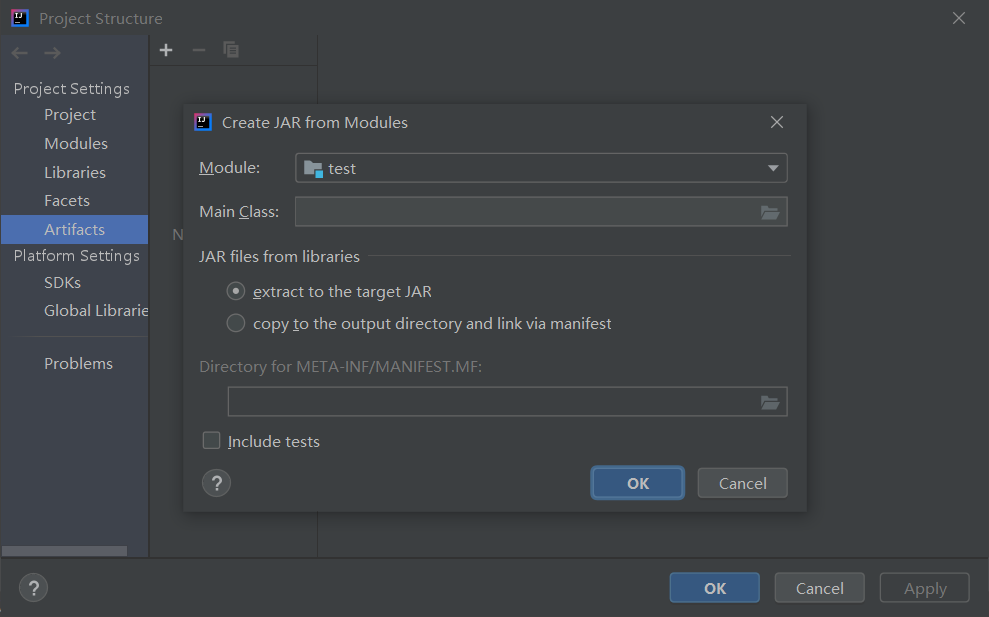 Project Structure
Project Settings
Project
Modules
Libraries
Facets
Artifacts
Platform Settings
SDKs
Global Librarie
Problems
N
Create JAR from Modules
Module:
test
Main Class:
JAR files from libraries
extract to the target JAR
copy to the output directory and link via manifest
Directory for META-INF/MANIFEST.MF:
Include tests
?
OK
Cancel
?
OK
Cancel
Apply